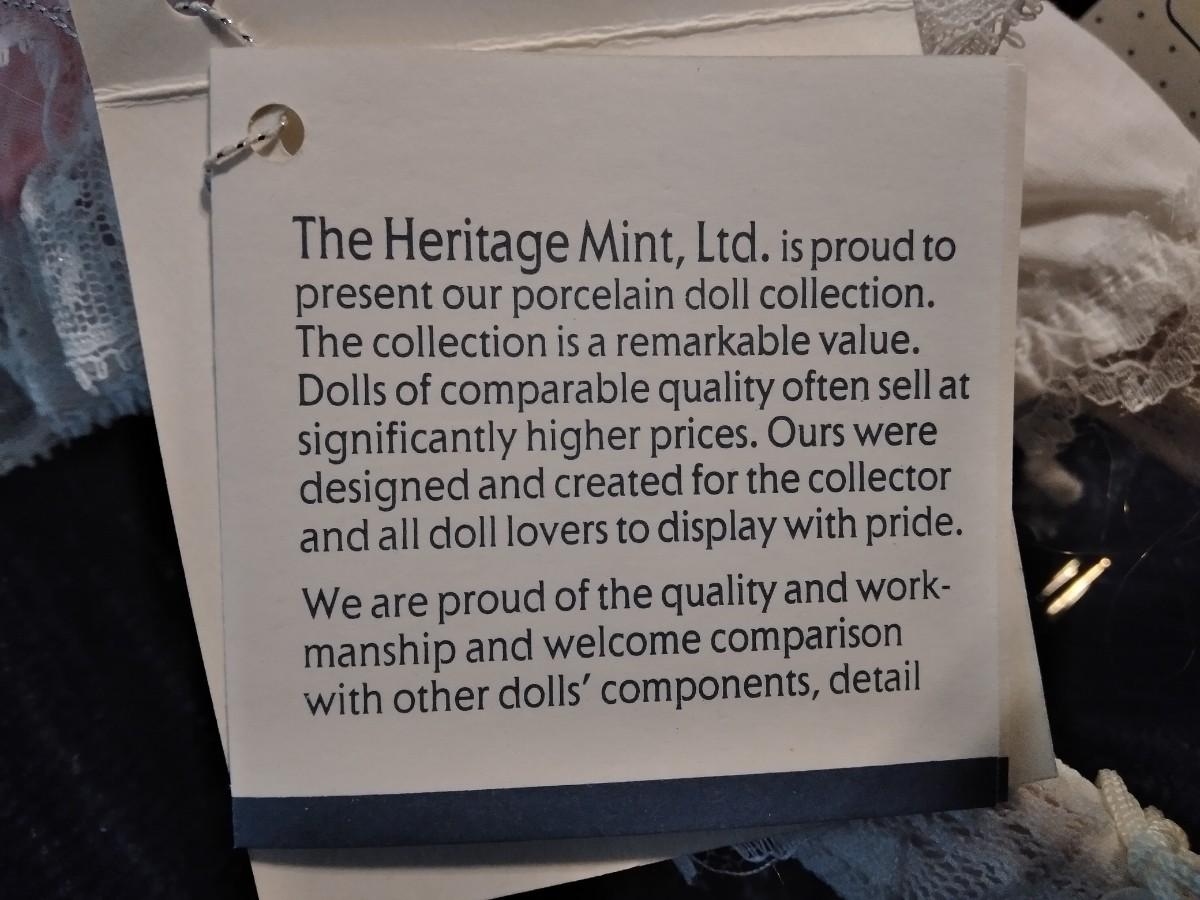 The Heritage Mint, Ltd. is proud to
present our porcelain doll collection.
The collection is a remarkable value.
Dolls of comparable quality often sell at
significantly higher prices. Ours were
designed and created for the collector
and all doll lovers to display with pride.
We are proud of the quality and work-
manship and welcome comparison
with other dolls' components, detail